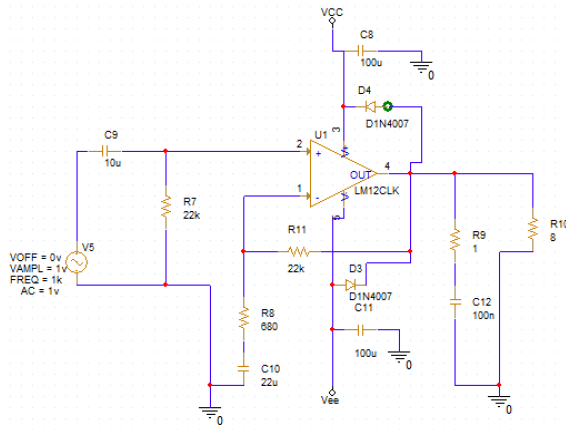 VCC
C8
100u
0
D4
D1N4007
3
U1
C9
10u
2
+
OUT
4
LM12CLK
1
-
R7
22k
R11
22k
5
R9
1
R10
8
V5
VOFF = 0v
VAMPL = 1v
FREQ = 1k
AC = 1v
D3
D1N4007
C11
100u
0
R8
680
C12
100n
C10
22u
Vee
0
0